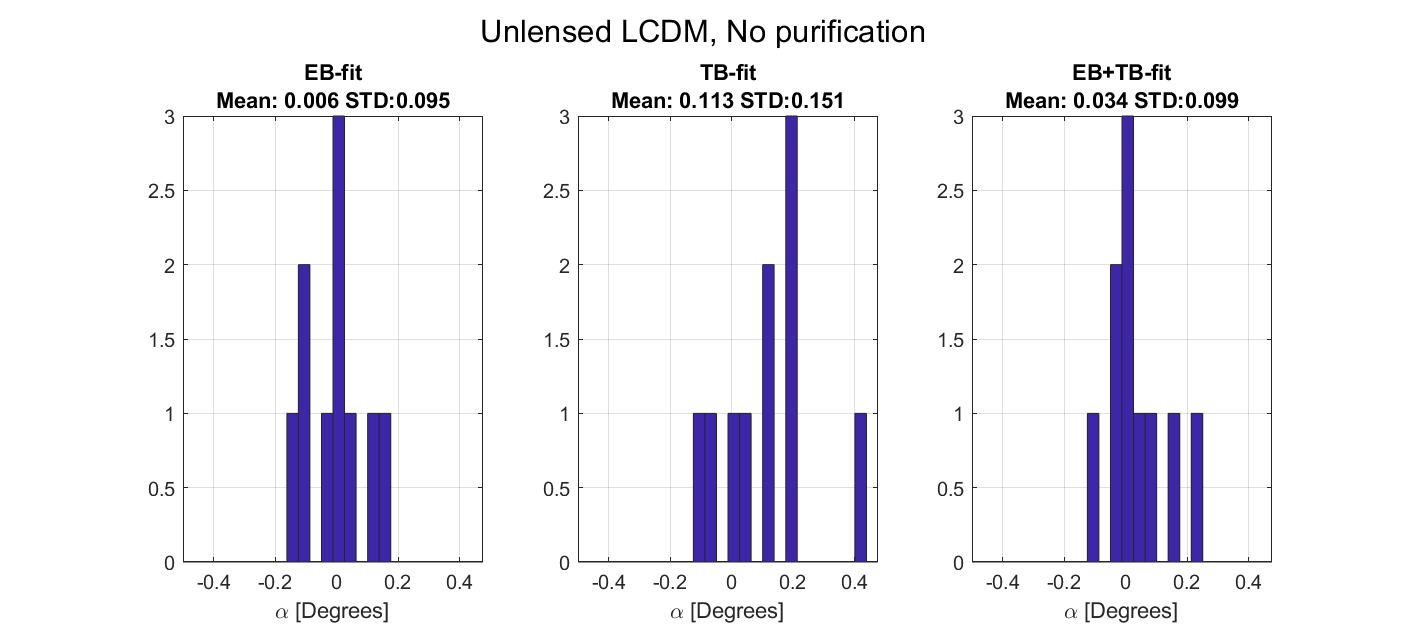 Unlensed LCDM, No purification
EB-fit
Mean: 0.006 STD:0.095
3
2.5
2
1.5
1
0.5
0
-0.4 -0.2 0 0.2 0.4
α [Degrees]
TB-fit
Mean: 0.113 STD:0.151
3
2.5
2
1.5
1
0.5
0
-0.4 -0.2 0 0.2 0.4
α [Degrees]
EB+TB-fit
Mean: 0.034 STD:0.099
3
2.5
2
1.5
1
0.5
0
-0.4 -0.2 0 0.2 0.4
α [Degrees]